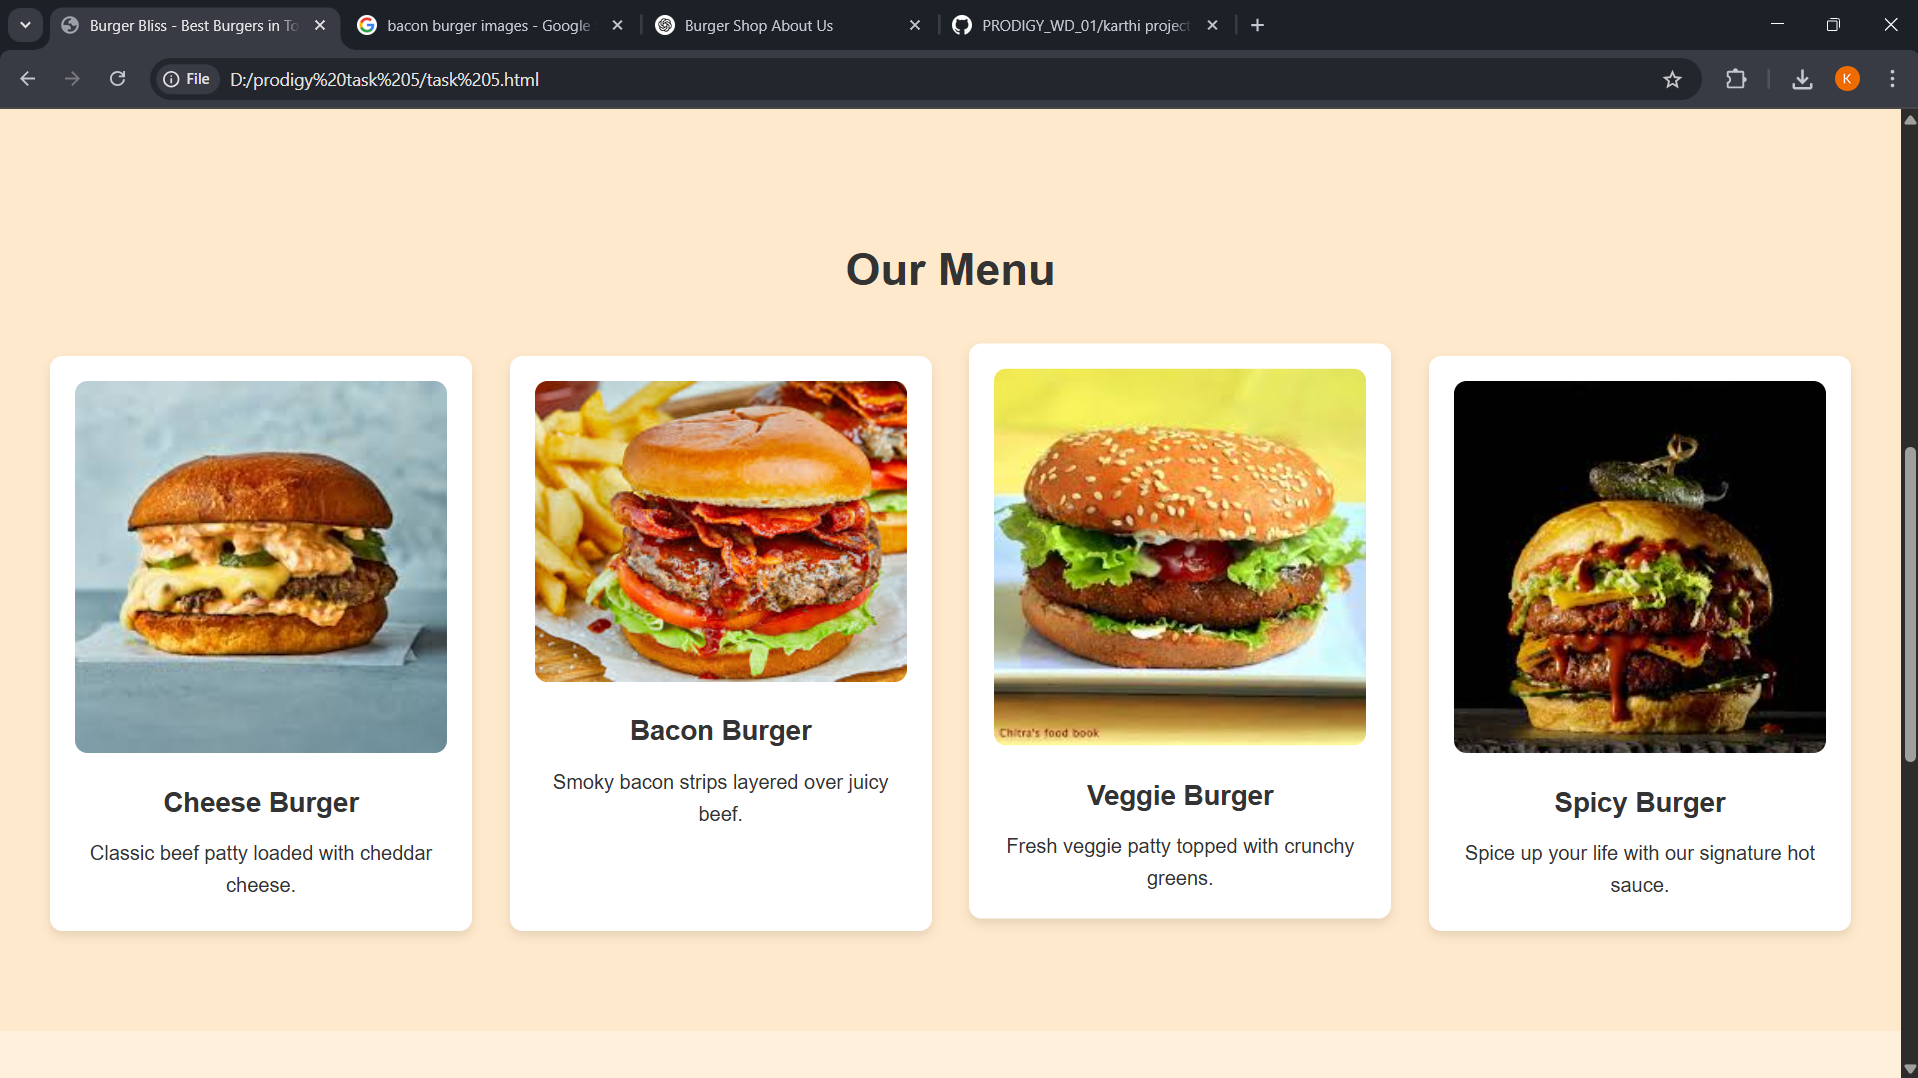 Burger Bliss - Best Burgers in To
bacon burger images - Google
Burger Shop About Us
PRODIGY_WD_01/karthi project
File
D:/prodigy%20task%205/task%205.html
K
Our Menu
Cheese Burger
Classic beef patty loaded with cheddar
cheese.
Bacon Burger
Smoky bacon strips layered over juicy
beef.
Chitra's food book
Veggie Burger
Fresh veggie patty topped with crunchy
greens.
Spicy Burger
Spice up your life with our signature hot
sauce.